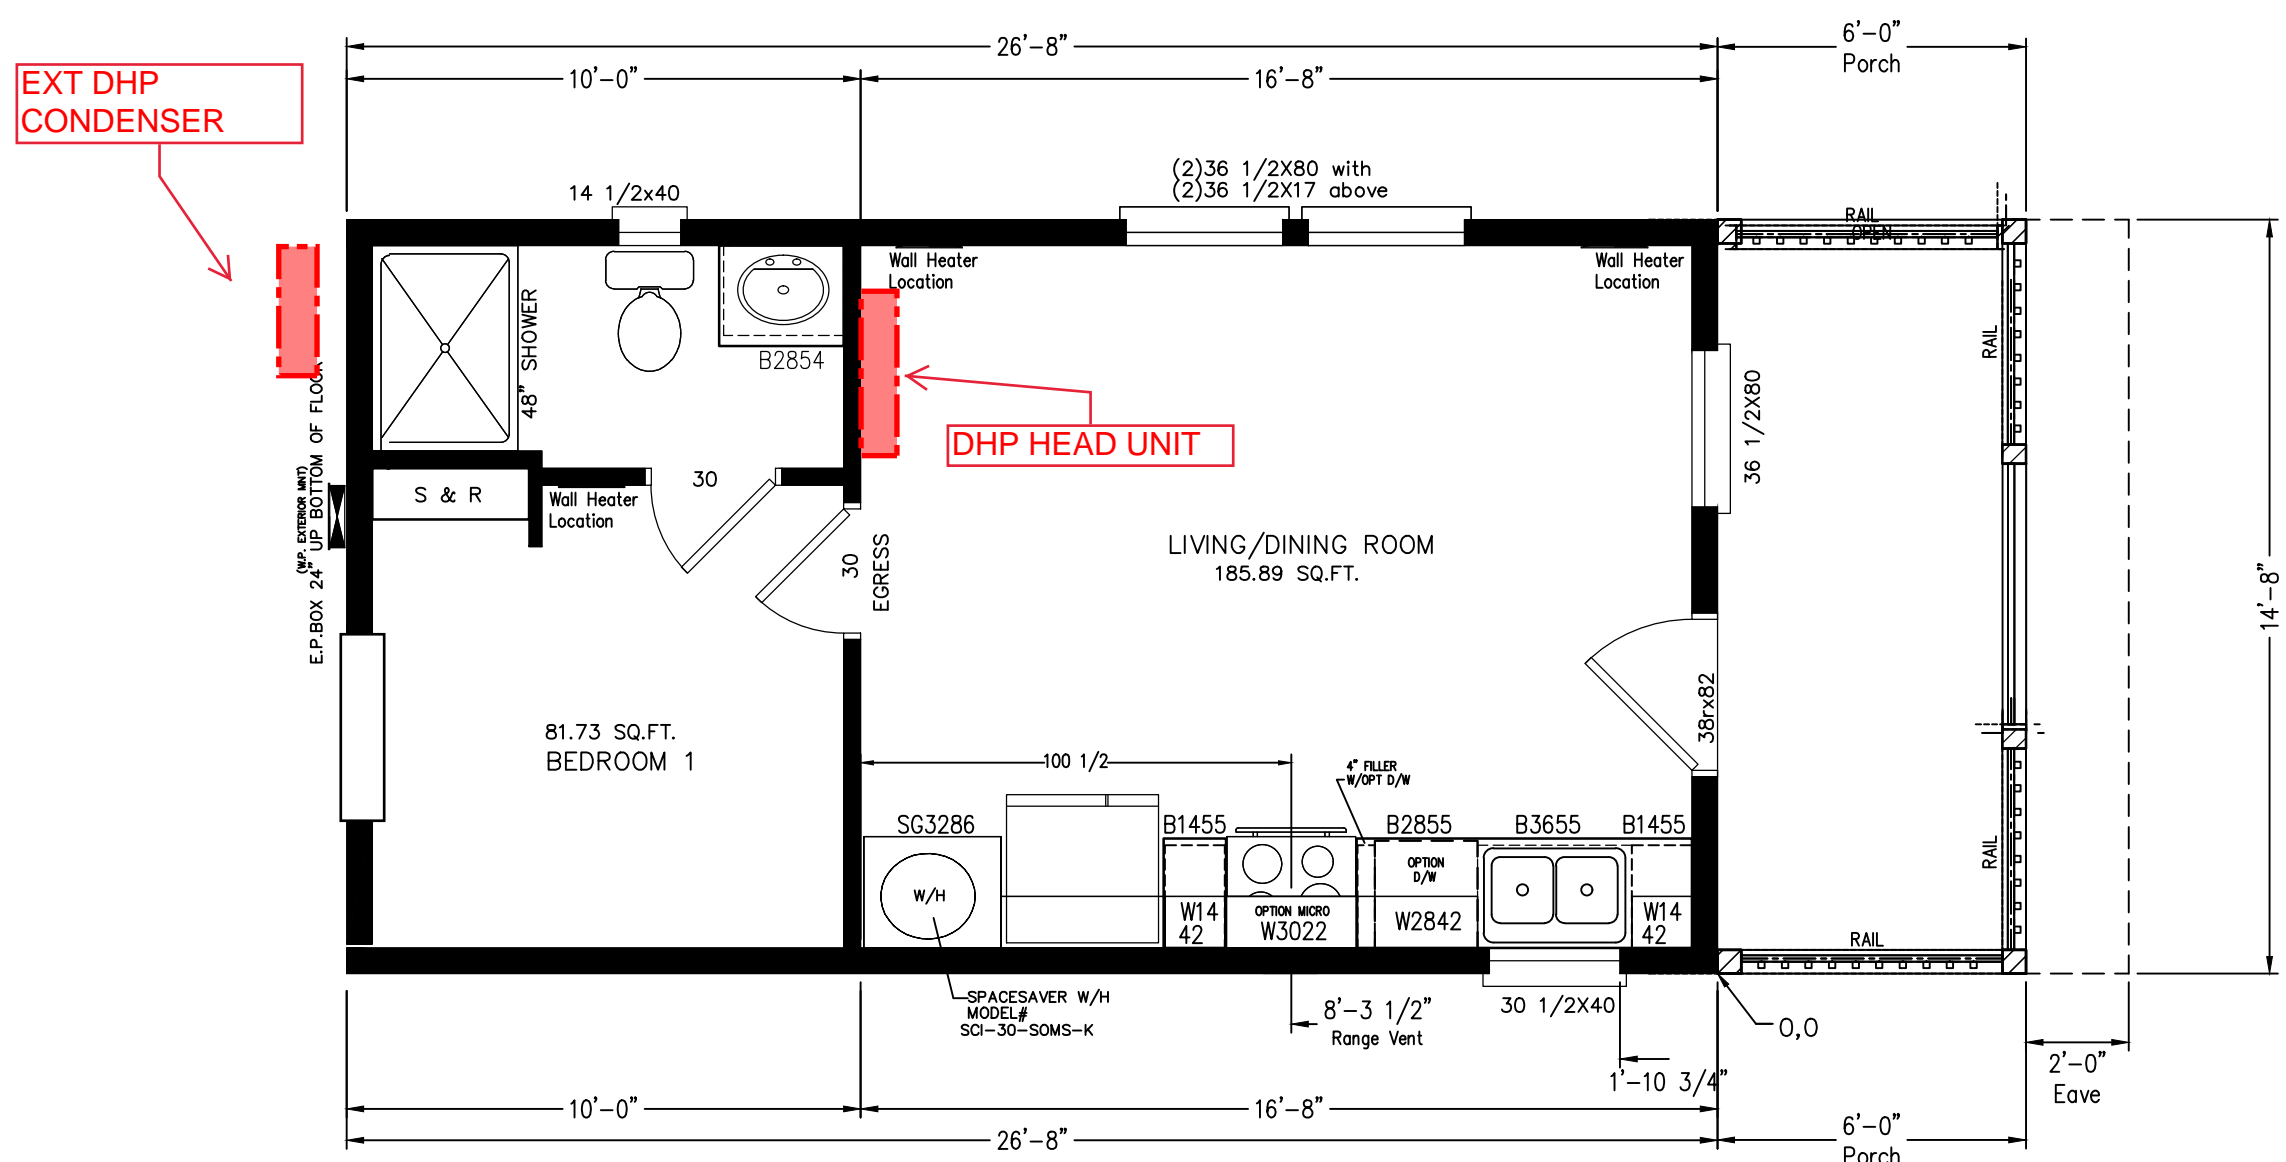 6'-0"
26'-8"
Porch
10'-0"
16'-8"
EXT DHP
CONDENSER
(2)36 1/2X80 with
14 1/2x40
(2)36 1/2X17 above
RAIL
OPEN
Wall Heater
Location
Wall Heater
Location
48" SHOWER
B2854
RAIL
36 1/2X80
DHP HEAD UNIT
E.P.BOX 24" UP BOTTOM OF FLOOR
(W.P. EXTERIOR MNT)
S & R
30
Wall Heater
Location
30
EGRESS
LIVING/DINING ROOM
185.89 SQ.FT.
14'-8"
38rx82
81.73 SQ.FT.
BEDROOM 1
100 1/2
4" FILLER
W/OPT D/W
SG3286
B1455
B2855
B3655
B1455
RAIL
OPTION
D/W
W/H
W14
42
OPTION MICRO
W3022
W2842
W14
42
RAIL
SPACESAVER W/H
MODEL#
SCI-30-SOMS-K
8'-3 1/2"
Range Vent
30 1/2X40
0,0
1'-10 3/4"
2'-0"
Eave
10'-0"
16'-8"
26'-8"
6'-0"
Porch